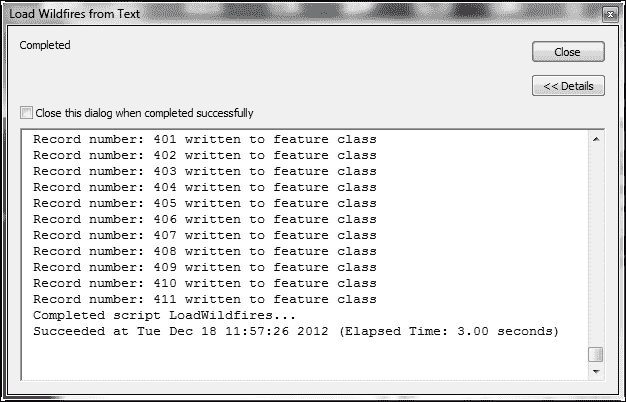 Load Wildfires from Text
Completed
Close
<< Details
Close this dialog when completed successfully
Record number: 401 written to feature class
Record number: 402 written to feature class
Record number: 403 written to feature class
Record number: 404 written to feature class
Record number: 405 written to feature class
Record number: 406 written to feature class
Record number: 407 written to feature class
Record number: 408 written to feature class
Record number: 409 written to feature class
Record number: 410 written to feature class
Record number: 411 written to feature class
Completed script LoadWildfires...
Succeeded at Tue Dec 18 11:57:26 2012 (Elapsed Time: 3.00 seconds)